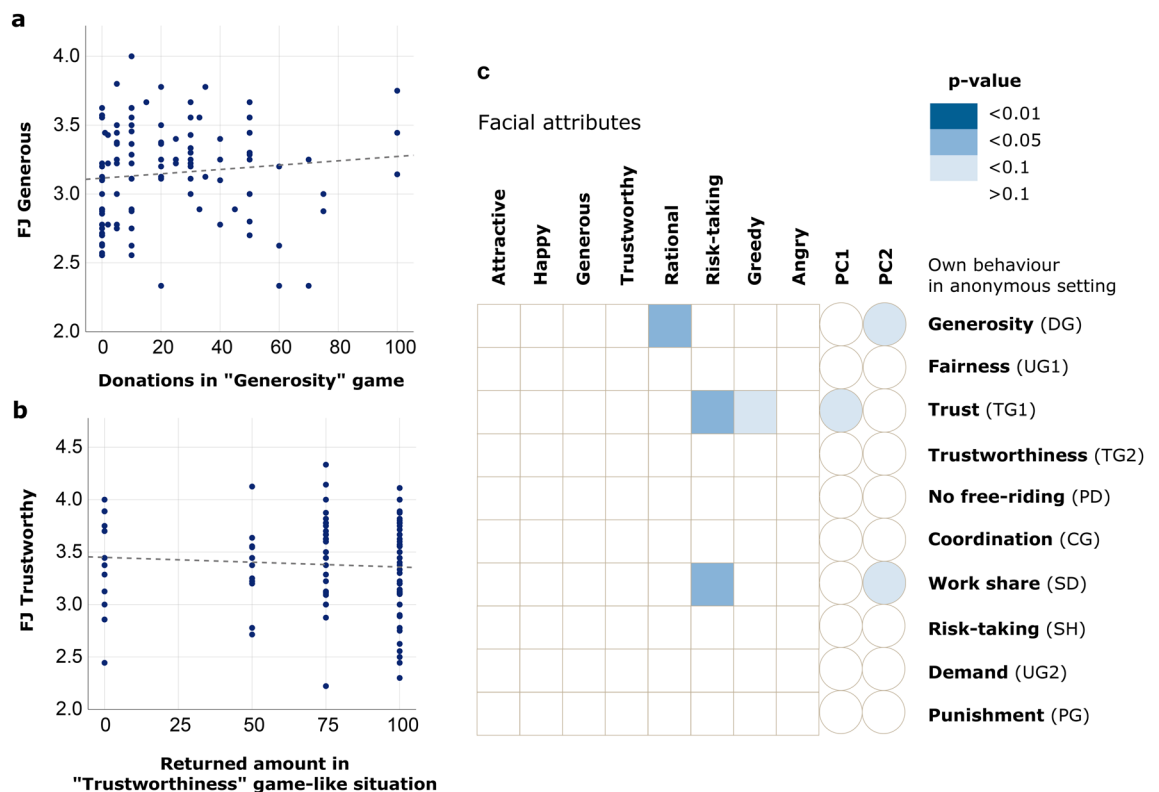 a
4.0
3.5
3.0
2.5
2.0
FJ Generous
0 20 40 60 80 100
Donations in "Generosity" game
b
4.5
4.0
3.5
3.0
2.5
2.0
FJ Trustworthy
0 25 50 75 100
Returned amount in
"Trustworthiness" game-like situation
c
p-value
<0.01
<0.05
<0.1
>0.1
Facial attributes
Attractive
Happy
Generous
Trustworthy
Rational
Risk-taking
Greedy
Angry
PC1
PC2
Own behaviour
in anonymous setting
Generosity (DG)
Fairness (UG1)
Trust (TG1)
Trustworthiness (TG2)
No free-riding (PD)
Coordination (CG)
Work share (SD)
Risk-taking (SH)
Demand (UG2)
Punishment (PG)